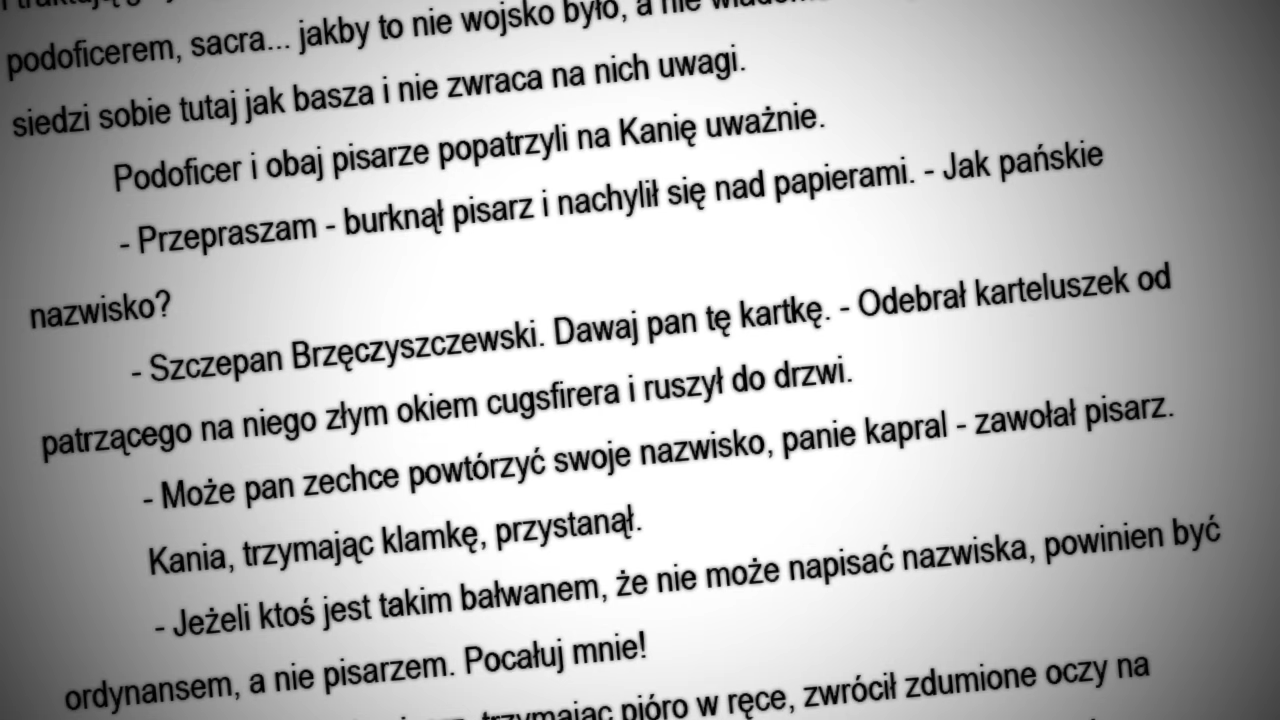 podoficerem, sacra... jakby to nie wojsko było, a nie
siedzi sobie tutaj jak basza i nie zwraca na nich uwagi.
Podoficer i obaj pisarze popatrzyli na Kanię uważnie.
- Przepraszam - burknął pisarz i nachylił się nad papierami. - Jak pańskie
nazwisko?
- Szczepan Brzęczyszczewski. Dawaj pan tę kartkę. - Odebrał karteluszek od
patrzącego na niego złym okiem cugsfirera i ruszył do drzwi.
- Może pan zechce powtórzyć swoje nazwisko, panie kapral - zawołał pisarz.
Kania, trzymając klamkę, przystanął.
- Jeżeli ktoś jest takim bałwanem, że nie może napisać nazwiska, powinien być
ordynansem, a nie pisarzem. Pocałuj mnie!
trzymając pióro w ręce, zwrócił zdumione oczy na